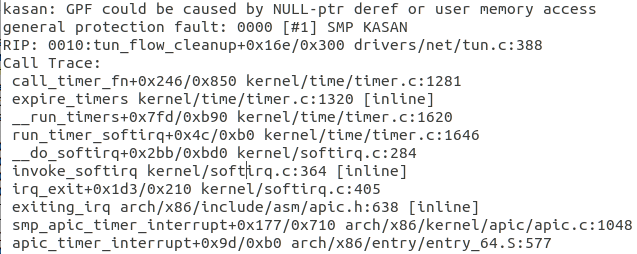 kasan: GPF could be caused by NULL-ptr deref or user memory access
general protection fault: 0000 [#1] SMP KASAN
RIP: 0010:tun_flow_cleanup+0x16e/0x300 drivers/net/tun.c:388
Call Trace:
call_timer_fn+0x246/0x850 kernel/time/timer.c:1281
expire_timers kernel/time/timer.c:1320 [inline]
__run_timers+0x7fd/0xb90 kernel/time/timer.c:1620
run_timer_softirq+0x4c/0xb0 kernel/time/timer.c:1646
__do_softirq+0x2bb/0xbd0 kernel/softirq.c:284
invoke_softirq kernel/softirq.c:364 [inline]
irq_exit+0x1d3/0x210 kernel/softirq.c:405
exiting_irq arch/x86/include/asm/apic.h:638 [inline]
smp_apic_timer_interrupt+0x177/0x710 arch/x86/kernel/apic/apic.c:1048
apic_timer_interrupt+0x9d/0xb0 arch/x86/entry/entry_64.S:577